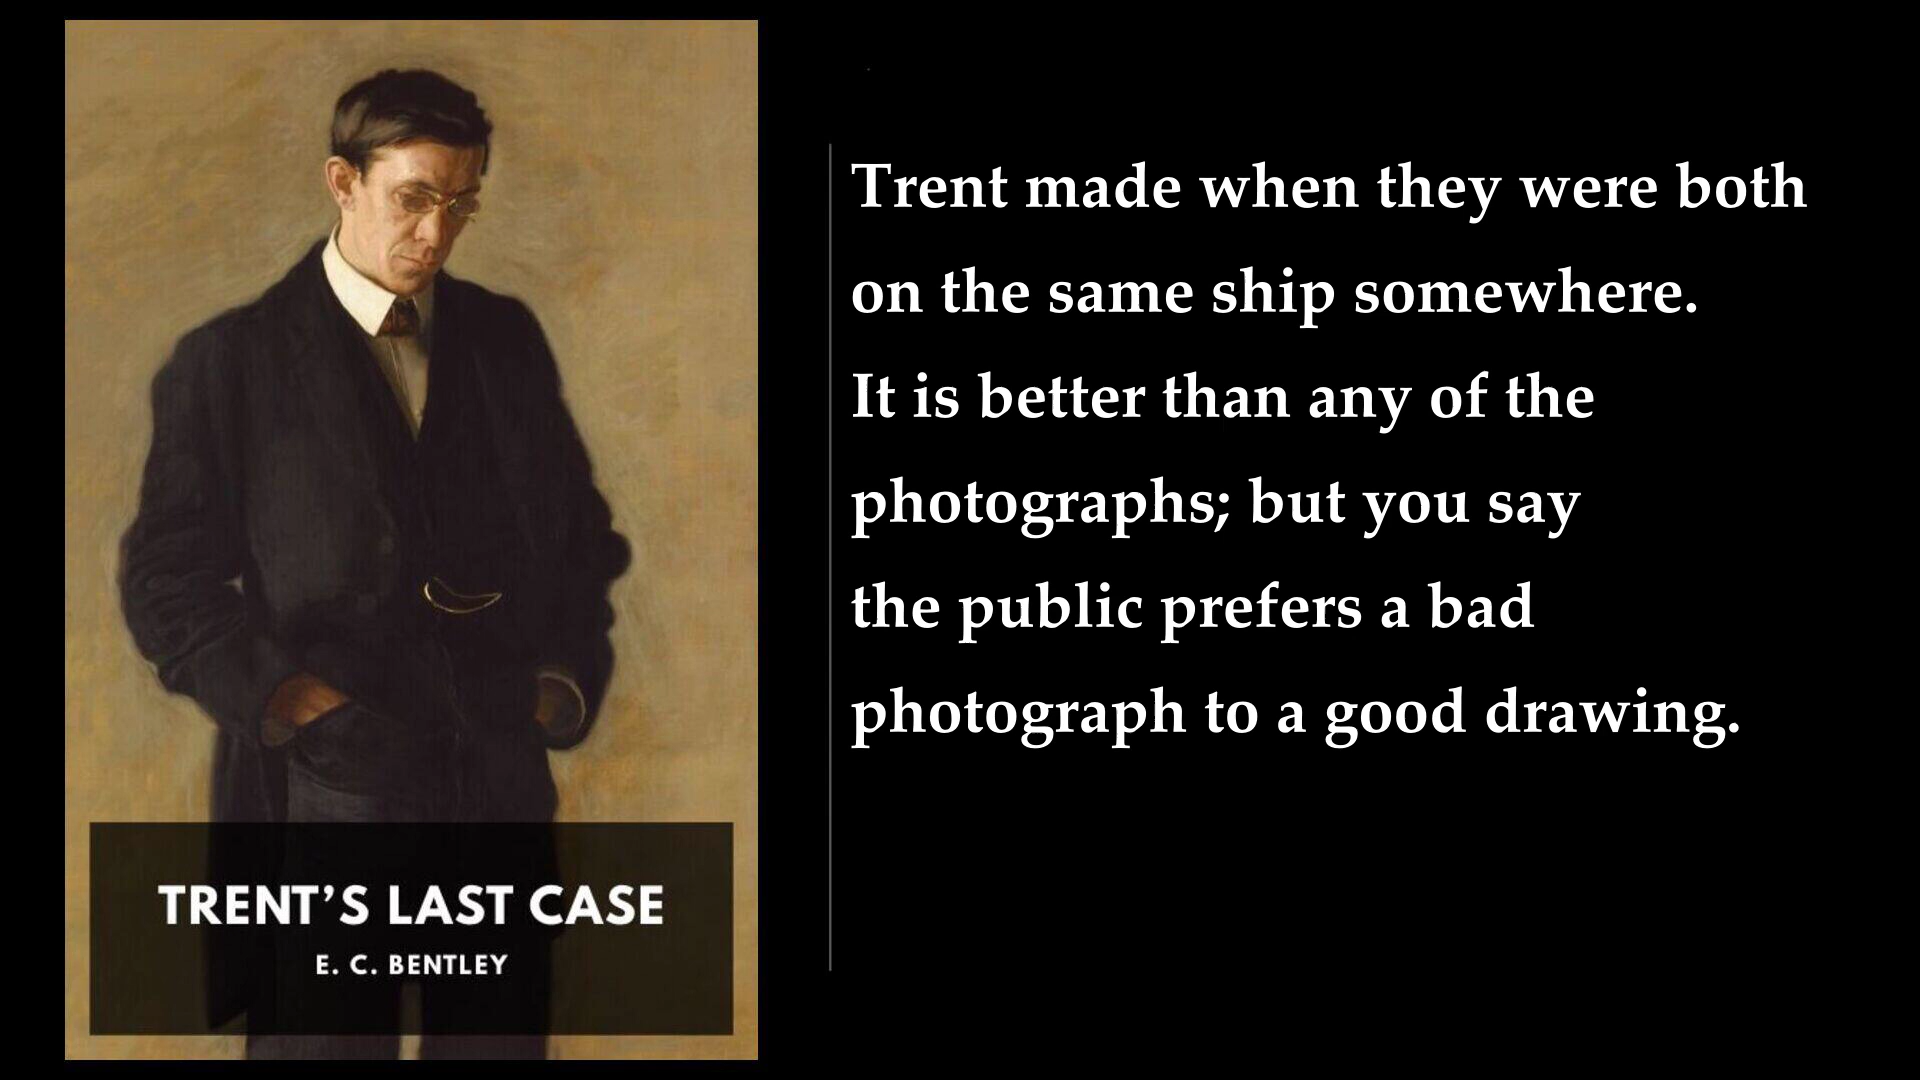 TRENT’S LAST CASE
E. C. BENTLEY
Trent made when they were both
on the same ship somewhere.
It is better than any of the
photographs; but you say
the public prefers a bad
photograph to a good drawing.